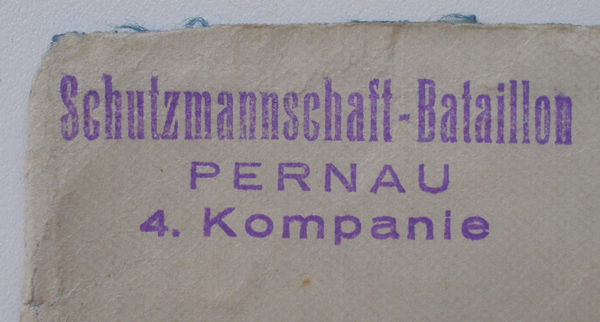 Schutzmannschaft-Bataillon
PERNAU
4. Kompanie